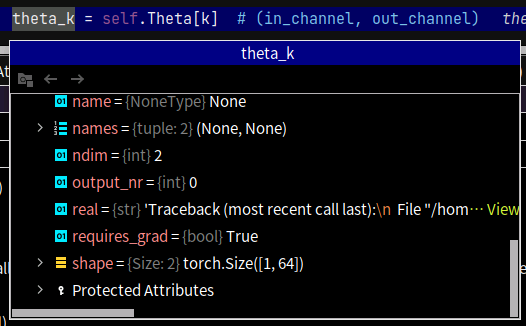 theta_k = self.Theta[k]  # (in_channel, out_channel)   the
theta_k
name = {NoneType} None
names = {tuple: 2} (None, None)
ndim = {int} 2
output_nr = {int} 0
real = {str} 'Traceback (most recent call last):\n  File "/hom… View
requires_grad = {bool} True
shape = {Size: 2} torch.Size([1, 64])
Protected Attributes